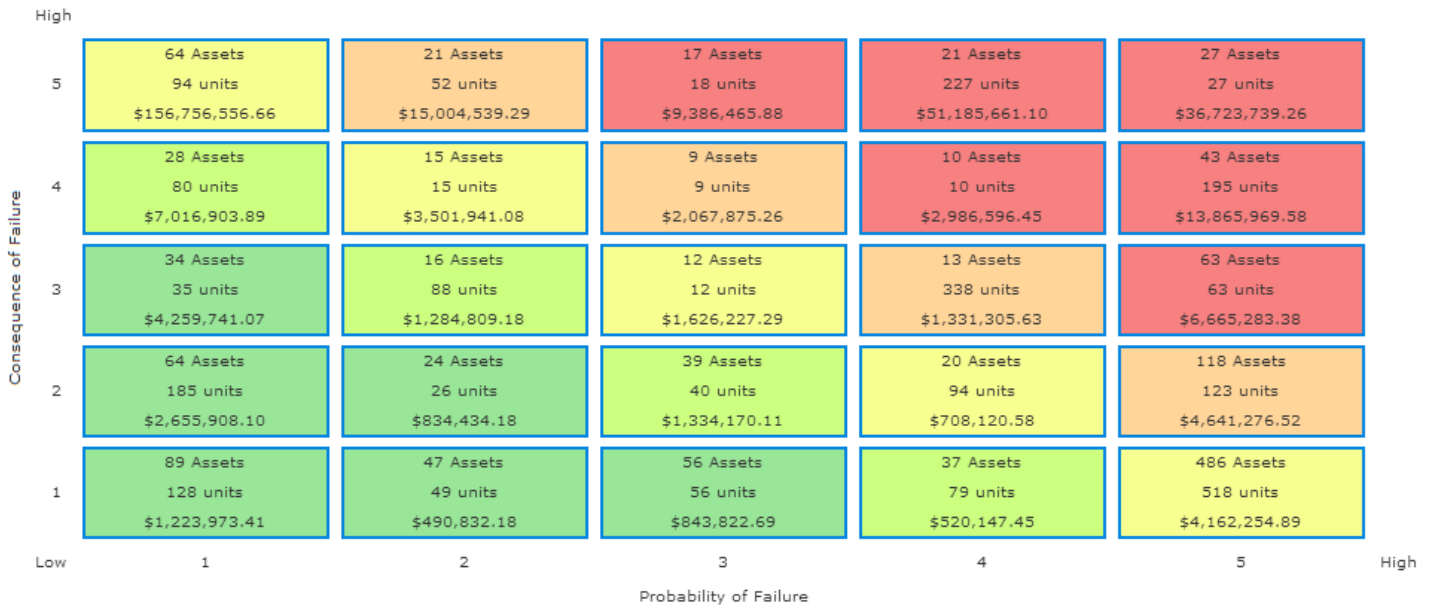 High
5
64 Assets
94 units
$156,756,556.66
21 Assets
52 units
$15,004,539.29
17 Assets
18 units
$9,386,465.88
21 Assets
227 units
$51,185,661.10
27 Assets
27 units
$36,723,739.26
4
28 Assets
80 units
$7,016,903.89
15 Assets
15 units
$3,501,941.08
9 Assets
9 units
$2,067,875.26
10 Assets
10 units
$2,986,596.45
43 Assets
195 units
$13,865,969.58
Consequence of Failure
3
34 Assets
35 units
$4,259,741.07
16 Assets
88 units
$1,284,809.18
12 Assets
12 units
$1,626,227.29
13 Assets
338 units
$1,331,305.63
63 Assets
63 units
$6,665,283.38
2
64 Assets
185 units
$2,655,908.10
24 Assets
26 units
$834,434.18
39 Assets
40 units
$1,334,170.11
20 Assets
94 units
$708,120.58
118 Assets
123 units
$4,641,276.52
1
89 Assets
128 units
$1,223,973.41
47 Assets
49 units
$490,832.18
56 Assets
56 units
$843,822.69
37 Assets
79 units
$520,147.45
486 Assets
518 units
$4,162,254.89
Low
1
2
3
4
5
High
Probability of Failure